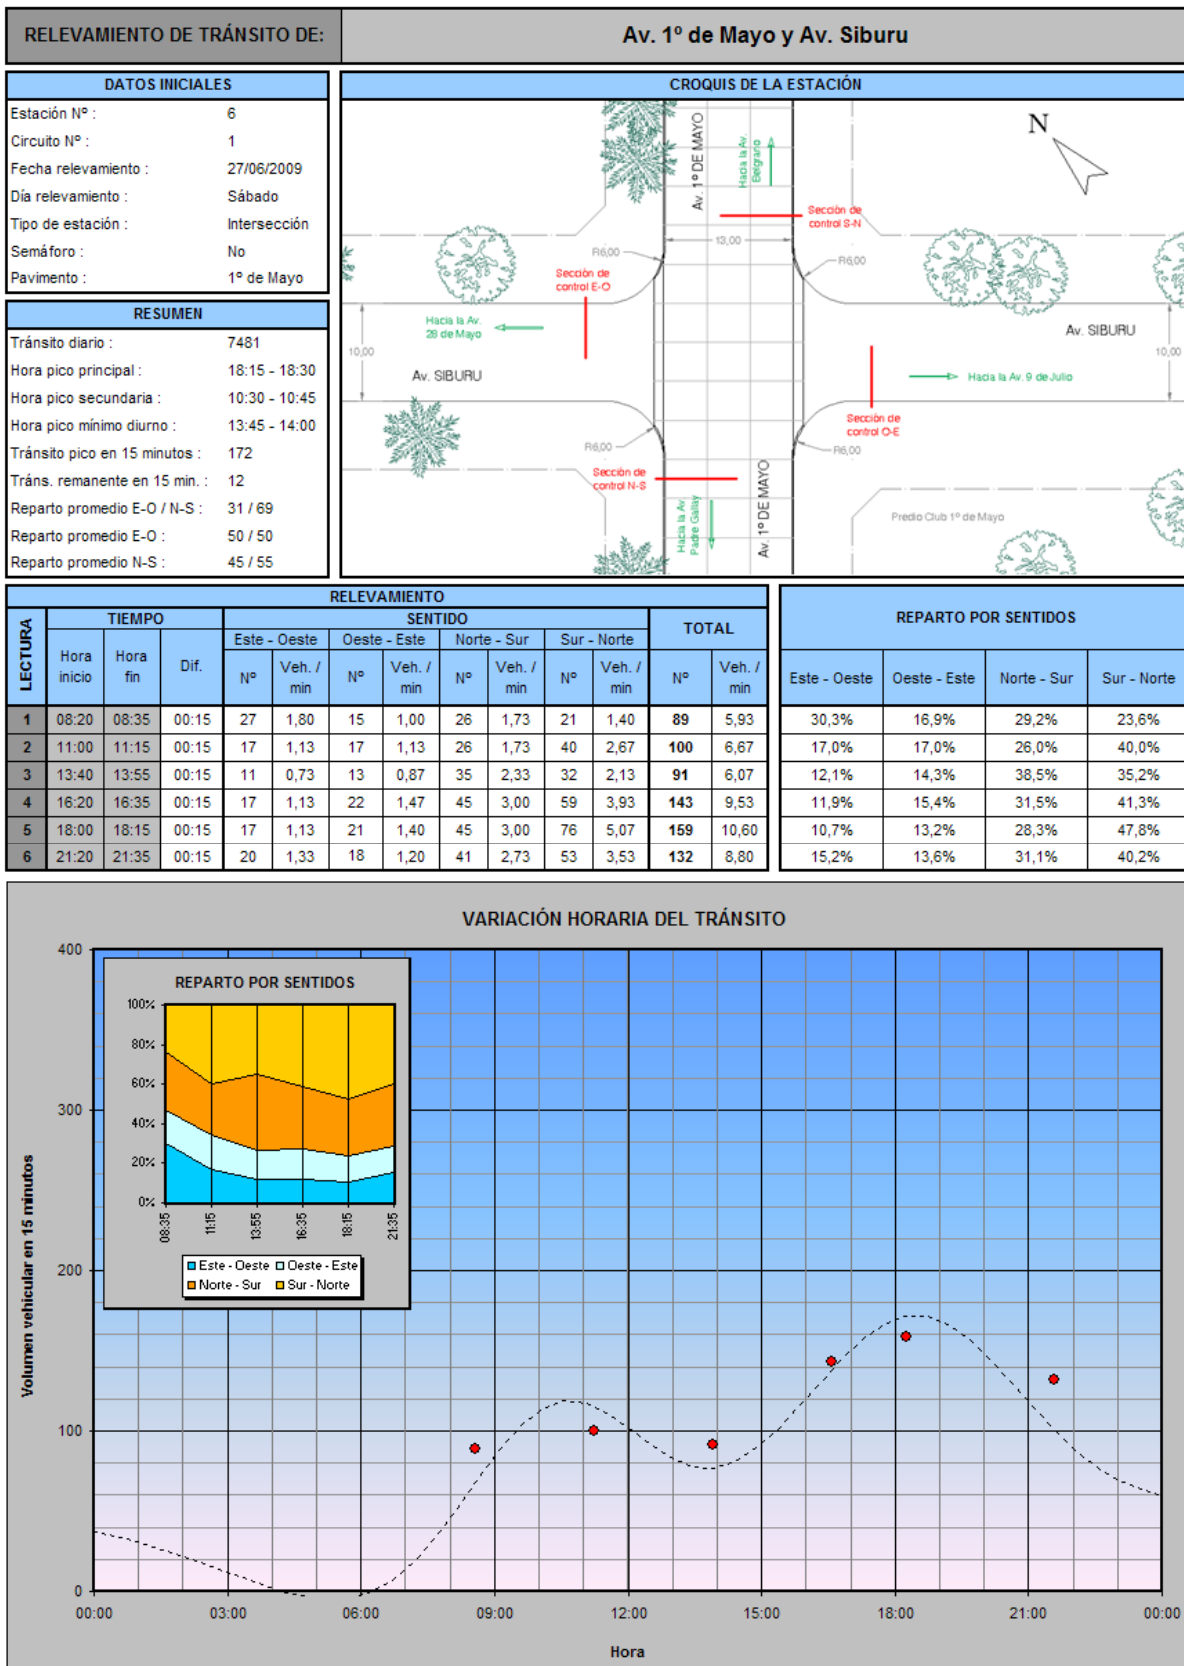 RELEVAMIENTO DE TRÁNSITO DE:
Av. 1º de Mayo y Av. Siburu
DATOS INICIALES
Estación Nº : 6
Circuito Nº : 1
Fecha relevamiento : 27/06/2009
Día relevamiento : Sábado
Tipo de estación : Intersección
Semáforo : No
Pavimento : 1º de Mayo
RESUMEN
Tránsito diario : 7481
Hora pico principal : 18:15 - 18:30
Hora pico secundaria : 10:30 - 10:45
Hora pico mínimo diurno : 13:45 - 14:00
Tránsito pico en 15 minutos : 172
Tráns. remanente en 15 min. : 12
Reparto promedio E-O / N-S : 31 / 69
Reparto promedio E-O : 50 / 50
Reparto promedio N-S : 45 / 55
CROQUIS DE LA ESTACIÓN
N
Av. 1º DE MAYO
Hacia la Av.
Belgrano
Sección de
control S-N
13,00
R6,00
R6,00
Sección de
control E-O
Hacia la Av.
28 de Mayo
Av. SIBURU
10,00
10,00
Av. SIBURU
Hacia la Av. 9 de Julio
Sección de
control O-E
R6,00
R6,00
Sección de
control N-S
Hacia la Av
Padre Gallay
Av. 1º DE MAYO
Predio Club 1º de Mayo
RELEVAMIENTO
LECTURA
TIEMPO
SENTIDO
TOTAL
Este - Oeste Oeste - Este Norte - Sur Sur - Norte
Hora inicio Hora fin Dif. Nº Veh. / min Nº Veh. / min Nº Veh. / min Nº Veh. / min Nº Veh. / min
1 08:20 08:35 00:15 27 1,80 15 1,00 26 1,73 21 1,40 89 5,93
2 11:00 11:15 00:15 17 1,13 17 1,13 26 1,73 40 2,67 100 6,67
3 13:40 13:55 00:15 11 0,73 13 0,87 35 2,33 32 2,13 91 6,07
4 16:20 16:35 00:15 17 1,13 22 1,47 45 3,00 59 3,93 143 9,53
5 18:00 18:15 00:15 17 1,13 21 1,40 45 3,00 76 5,07 159 10,60
6 21:20 21:35 00:15 20 1,33 18 1,20 41 2,73 53 3,53 132 8,80
REPARTO POR SENTIDOS
Este - Oeste Oeste - Este Norte - Sur Sur - Norte
30,3% 16,9% 29,2% 23,6%
17,0% 17,0% 26,0% 40,0%
12,1% 14,3% 38,5% 35,2%
11,9% 15,4% 31,5% 41,3%
10,7% 13,2% 28,3% 47,8%
15,2% 13,6% 31,1% 40,2%
VARIACIÓN HORARIA DEL TRÁNSITO
Volumen vehicular en 15 minutos
400
300
200
100
0
REPARTO POR SENTIDOS
100%
80%
60%
40%
20%
0%
08:35 11:15 13:55 16:35 18:15 21:35
Este - Oeste Oeste - Este
Norte - Sur Sur - Norte
00:00 03:00 06:00 09:00 12:00 15:00 18:00 21:00 00:00
Hora